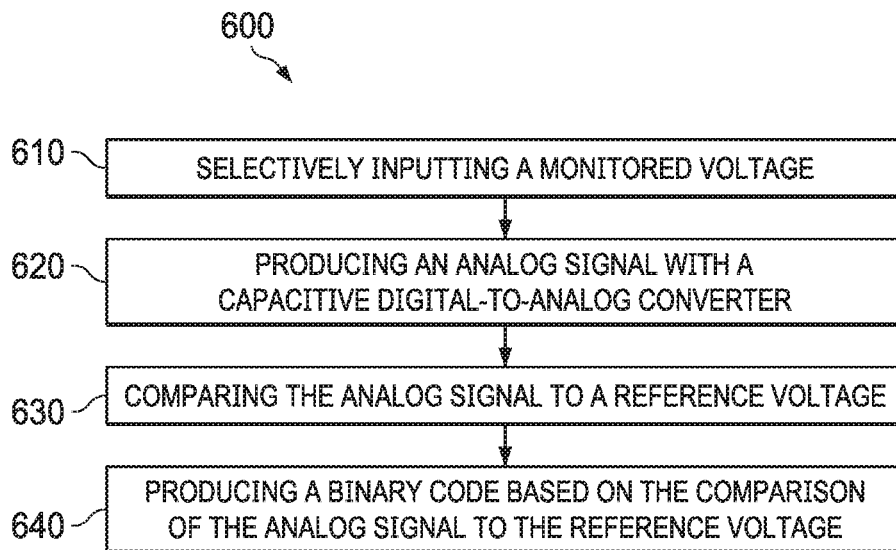 600
610
SELECTIVELY INPUTTING A MONITORED VOLTAGE
620
PRODUCING AN ANALOG SIGNAL WITH A
CAPACITIVE DIGITAL-TO-ANALOG CONVERTER
630
COMPARING THE ANALOG SIGNAL TO A REFERENCE VOLTAGE
640
PRODUCING A BINARY CODE BASED ON THE COMPARISON
OF THE ANALOG SIGNAL TO THE REFERENCE VOLTAGE